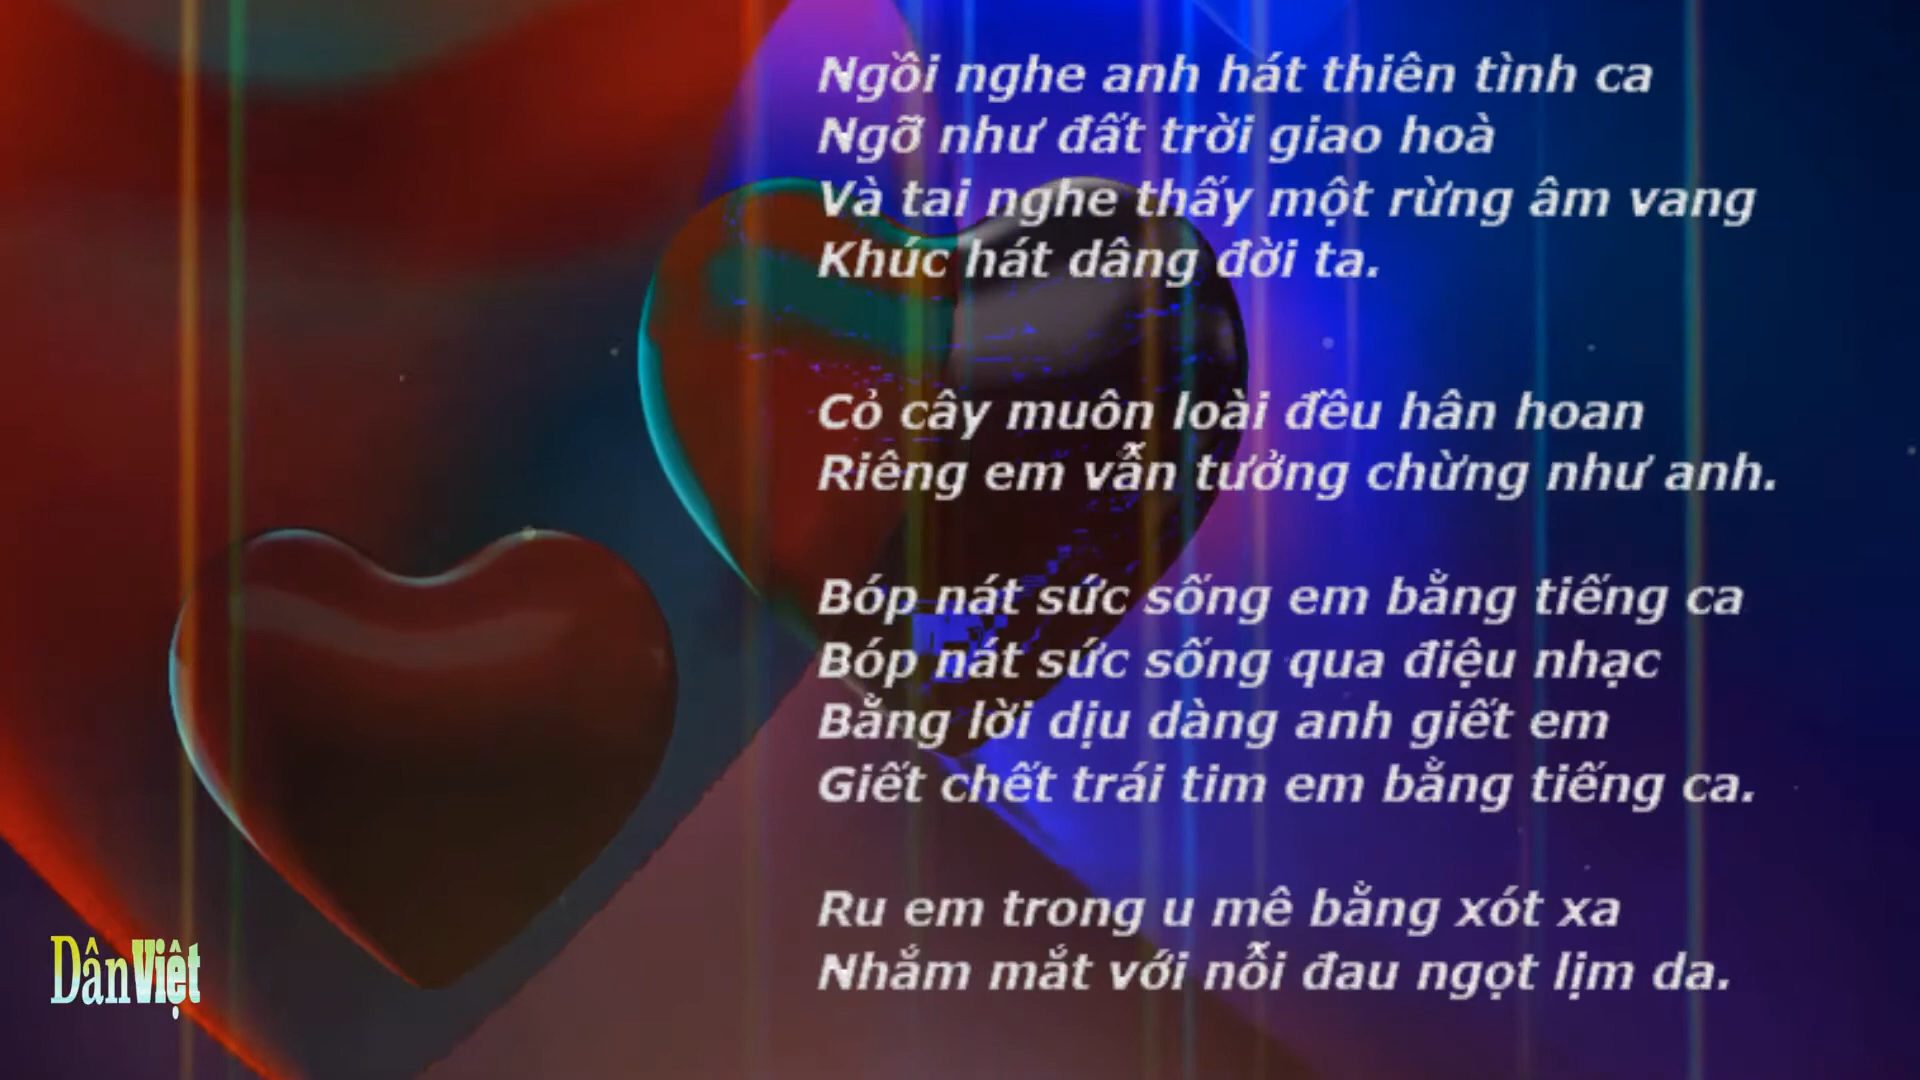 Ngồi nghe anh hát thiên tình ca
Ngỡ như đất trời giao hoà
Và tai nghe thấy một rừng âm vang
Khúc hát dâng đời ta.
Cỏ cây muôn loài đều hân hoan
Riêng em vẫn tưởng chừng như anh.
Bóp nát sức sống em bằng tiếng ca
Bóp nát sức sống qua điệu nhạc
Bằng lời dịu dàng anh giết em
Giết chết trái tim em bằng tiếng ca.
Ru em trong u mê bằng xót xa
Nhắm mắt với nỗi đau ngọt lịm da.
DânViệt